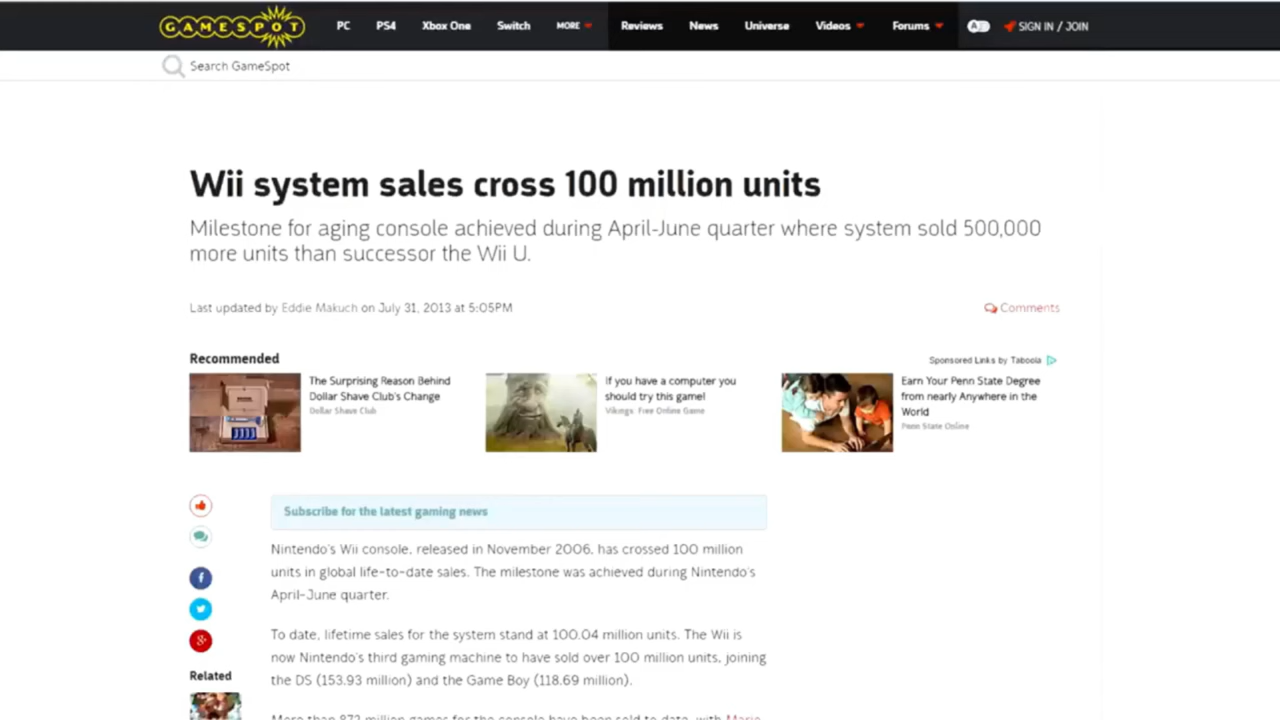 GAMESPOT PC PS4 Xbox One Switch MORE Reviews News Universe Videos Forums SIGN IN / JOIN
Search GameSpot
Wii system sales cross 100 million units
Milestone for aging console achieved during April-June quarter where system sold 500,000
more units than successor the Wii U.
Last updated by Eddie Makuch on July 31, 2013 at 5:05PM
Comments
Recommended
Sponsored Links by Taboola
The Surprising Reason Behind
Dollar Shave Club's Change
Dollar Shave Club
If you have a computer you
should try this game!
Vikings Free Online Game
Earn Your Penn State Degree
from nearly Anywhere in the
World
Penn State Online
Subscribe for the latest gaming news
Nintendo's Wii console, released in November 2006, has crossed 100 million
units in global life-to-date sales. The milestone was achieved during Nintendo's
April-June quarter.
To date, lifetime sales for the system stand at 100.04 million units. The Wii is
now Nintendo's third gaming machine to have sold over 100 million units, joining
the DS (153.93 million) and the Game Boy (118.69 million).
Related
More than 873 million games for the console have been sold to date, with Mario